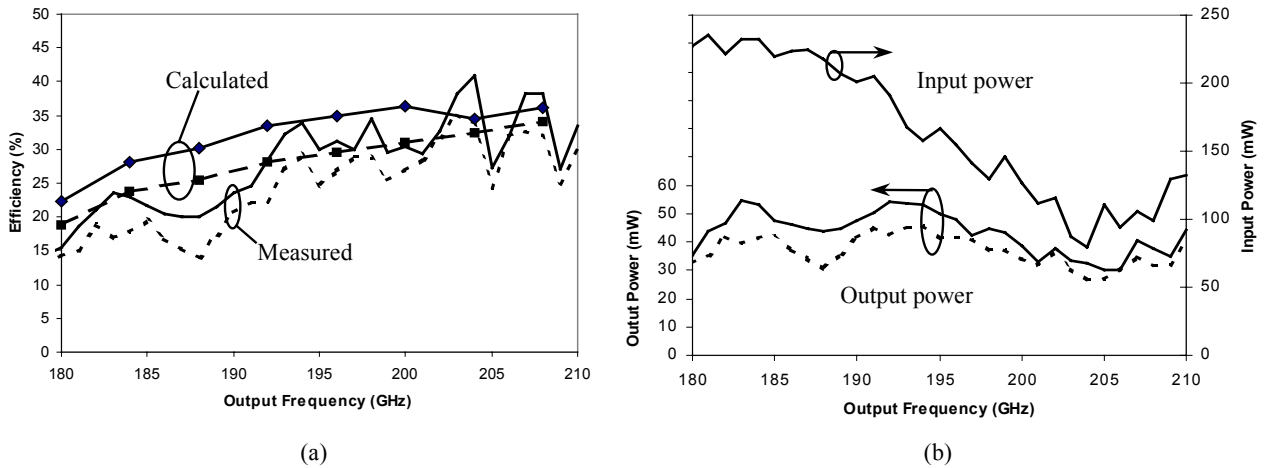 50
45
40
35
30
25
20
15
10
5
0
Efficiency (%)
Calculated
Measured
180 185 190 195 200 205 210
Output Frequency (GHz)
(a)
60
50
40
30
20
10
0
Outut Power (mW)
250
200
150
100
50
0
Input Power (mW)
Input power
Output power
180 185 190 195 200 205 210
Output Frequency (GHz)
(b)